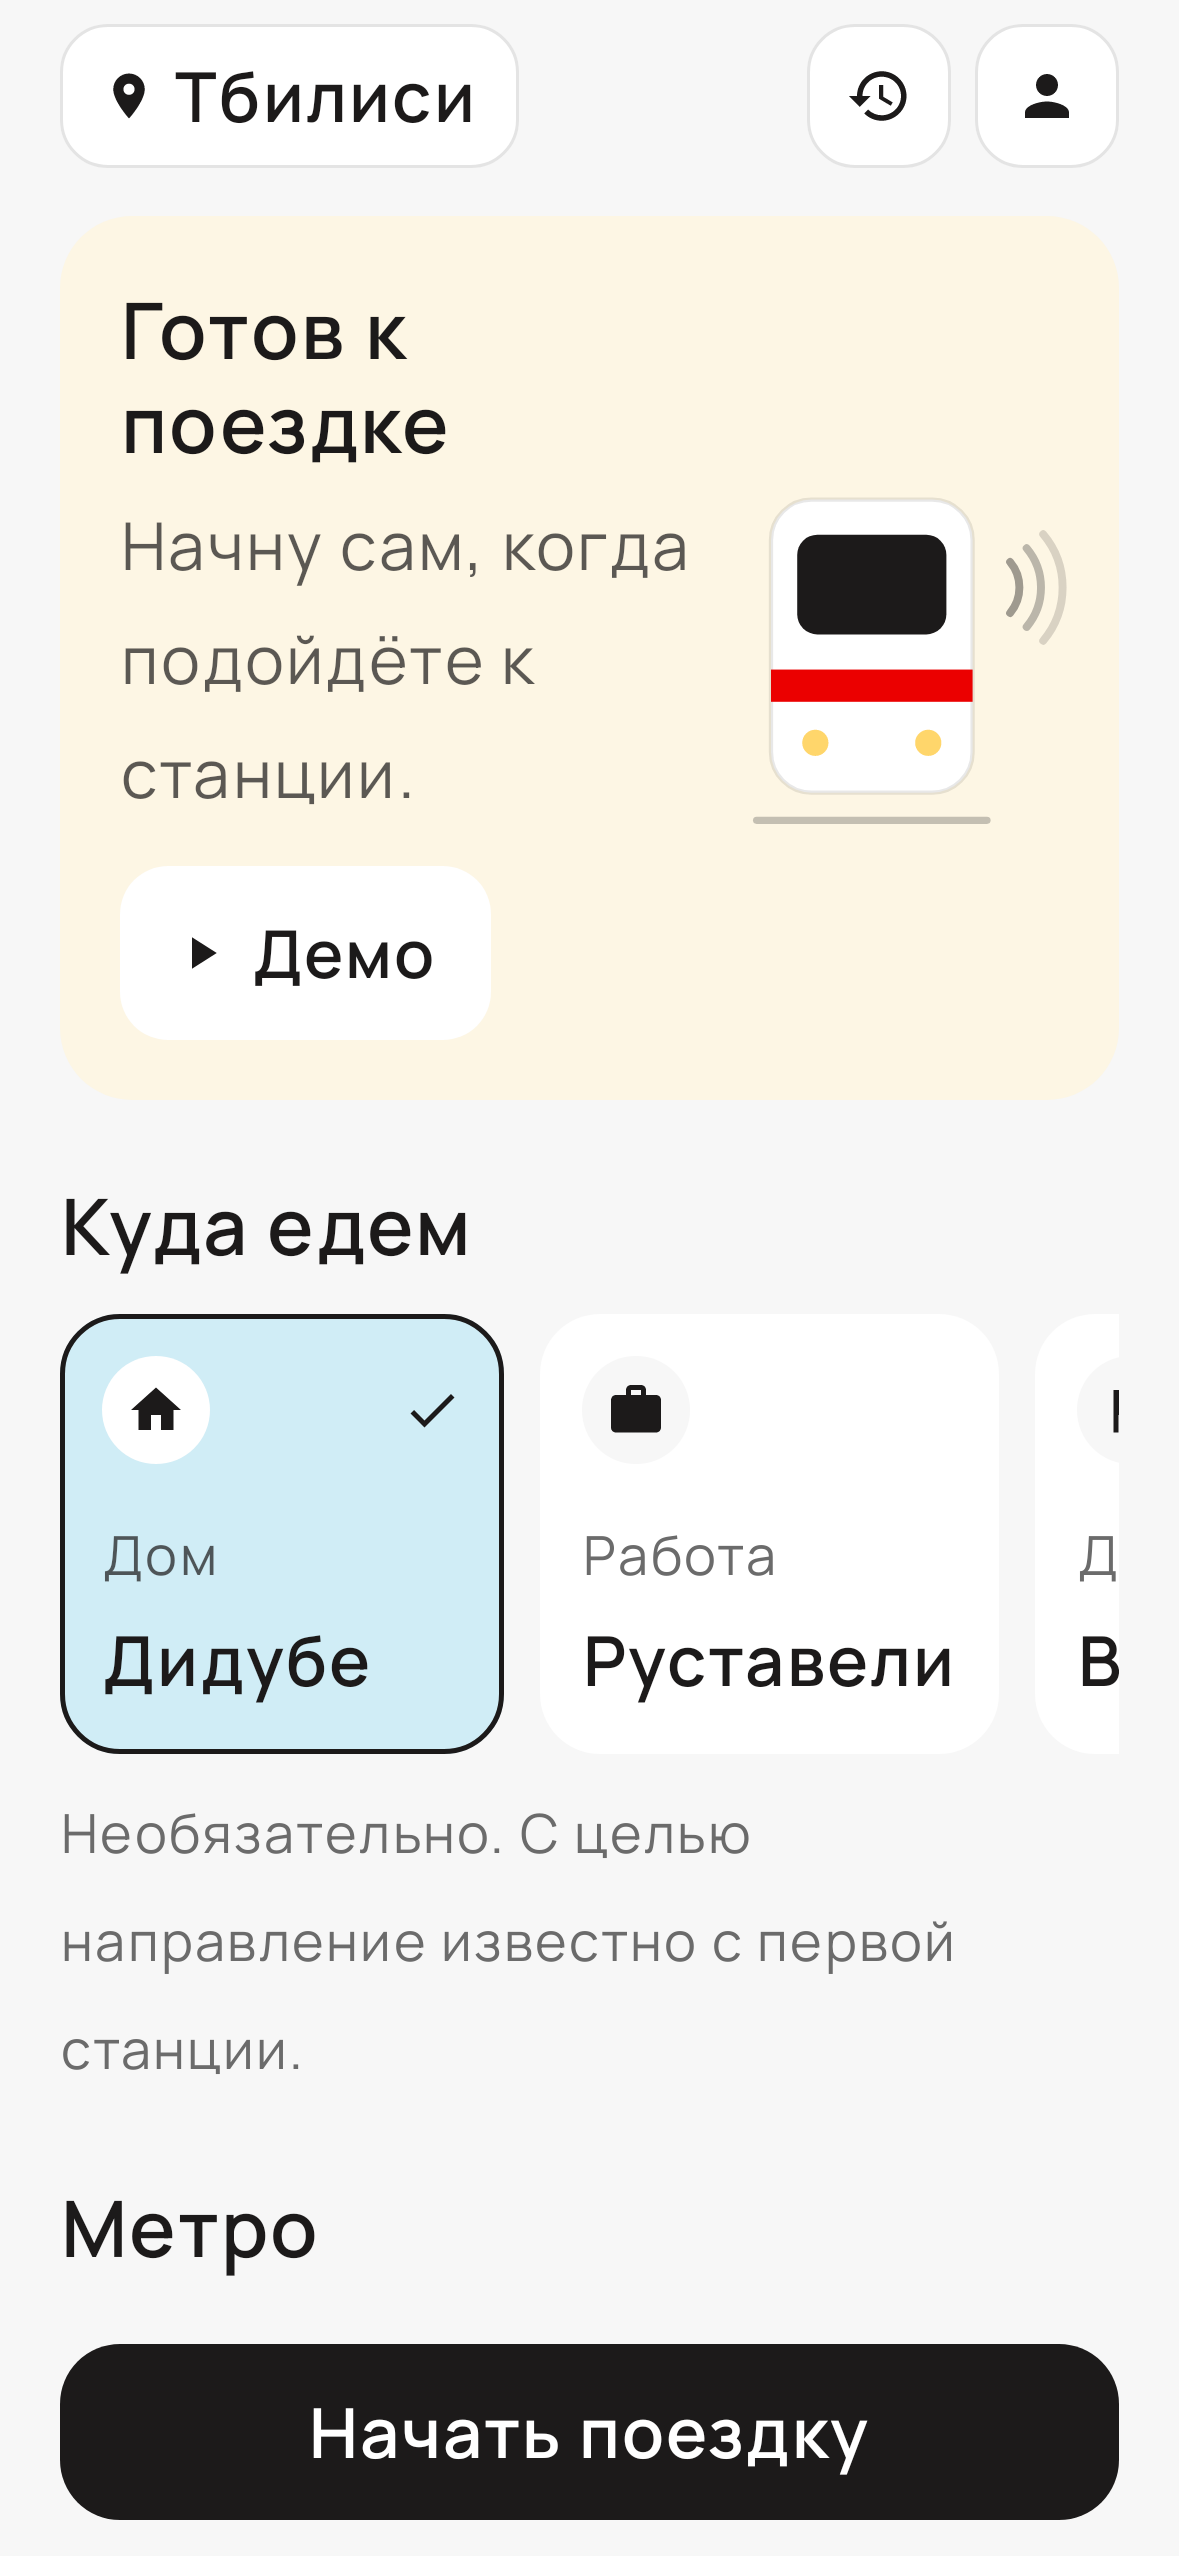 Тбилиси
Готов к
поездке
Начну сам, когда
подойдёте к
станции.
Демо
Куда едем
Дом
Дидубе
Работа
Руставели
Необязательно. С целью
направление известно с первой
станции.
Метро
Начать поездку